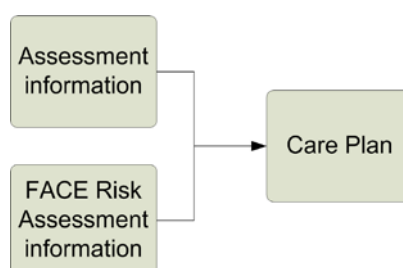 Assessment
information
Care Plan
FACE Risk
Assessment
information